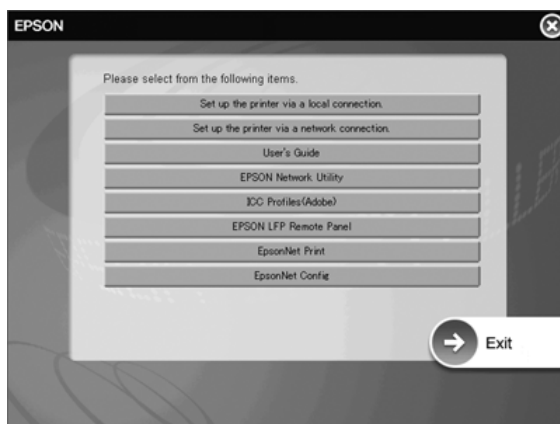 EPSON
Please select from the following items.
Set up the printer via a local connection.
Set up the printer via a network connection.
User's Guide
EPSON Network Utility
ICC Profiles(Adobe)
EPSON LFP Remote Panel
EpsonNet Print
EpsonNet Config
Exit